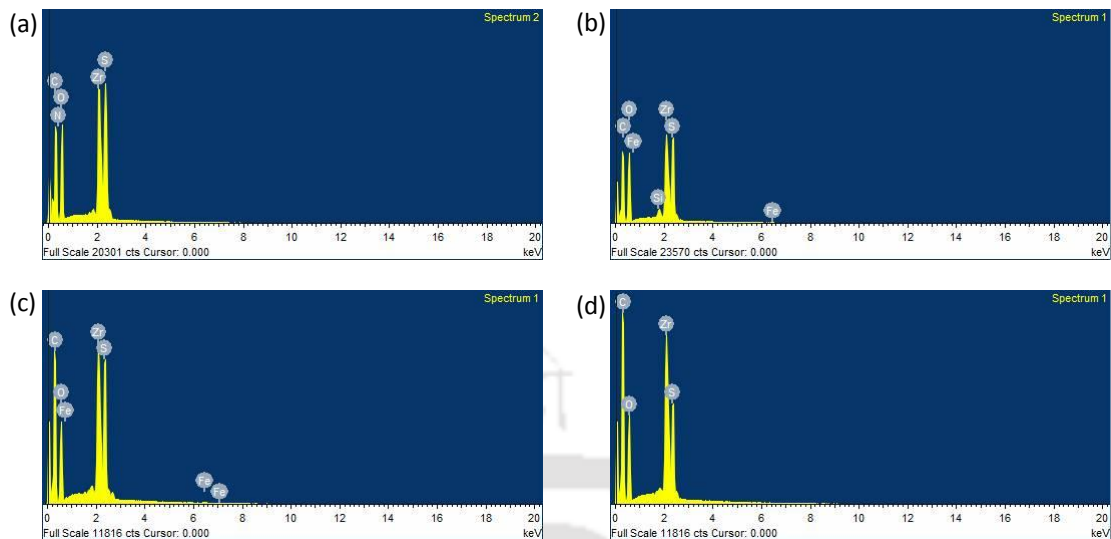 (a)
Spectrum 2
S
Zr
C
O
N
0 2 4 6 8 10 12 14 16 18 20
Full Scale 20301 cts Cursor: 0.000 keV
(b)
Spectrum 1
O
Zr
C
S
Fe
Si
Fe
0 2 4 6 8 10 12 14 16 18 20
Full Scale 23570 cts Cursor: 0.000 keV
(c)
Spectrum 1
Zr
C
S
O
Fe
Fe
Fe
0 2 4 6 8 10 12 14 16 18 20
Full Scale 11816 cts Cursor: 0.000 keV
(d)
Spectrum 1
C
Zr
S
O
0 2 4 6 8 10 12 14 16 18 20
Full Scale 11816 cts Cursor: 0.000 keV